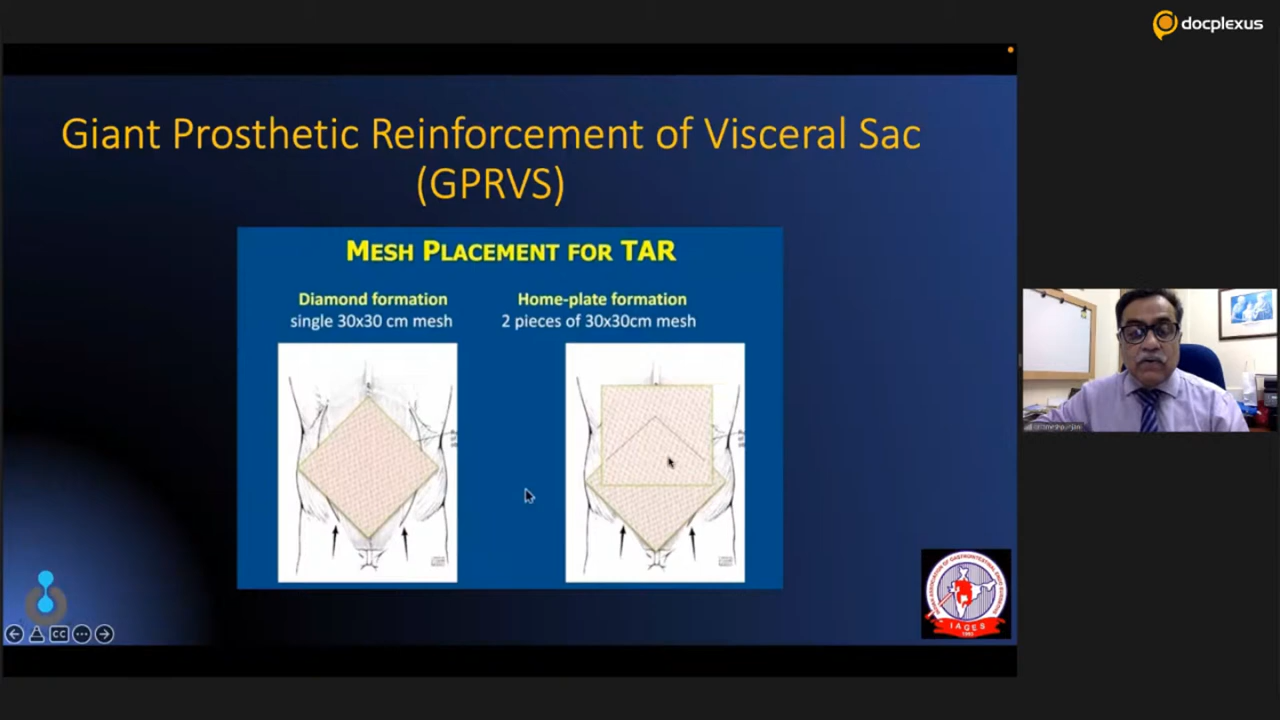 docplexus
Giant Prosthetic Reinforcement of Visceral Sac
(GPRVS)
MESH PLACEMENT FOR TAR
Diamond formation
single 30x30 cm mesh
Home-plate formation
2 pieces of 30x30cm mesh
CC
IAGES